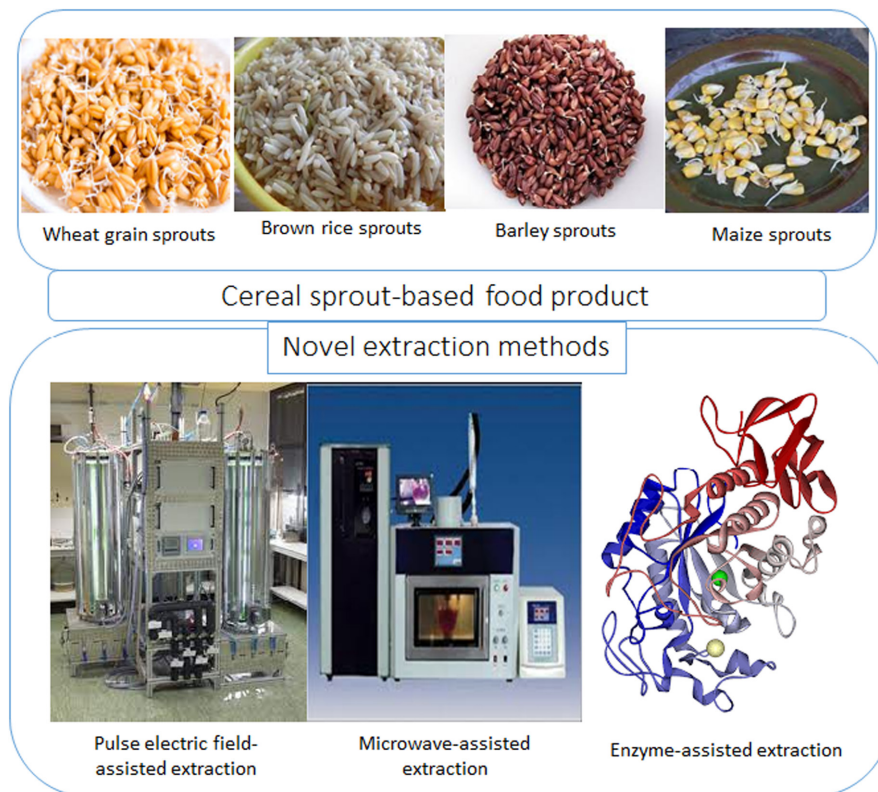 Wheat grain sprouts
Brown rice sprouts
Barley sprouts
Maize sprouts
Cereal sprout-based food product
Novel extraction methods
Pulse electric field-
assisted extraction
Microwave-assisted
extraction
Enzyme-assisted extraction